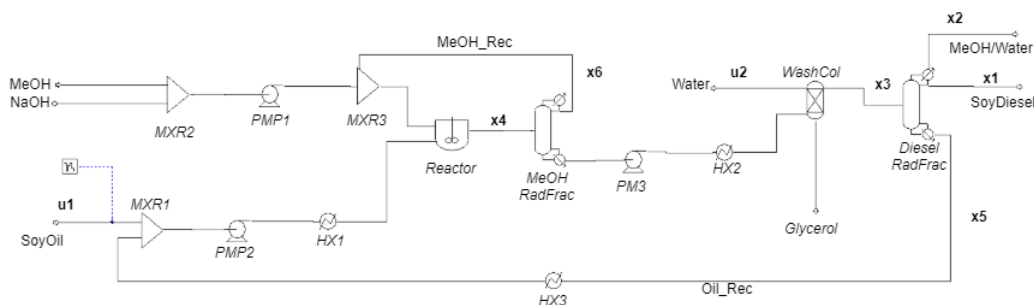 x2
MeOH/Water
MeOH_Rec
x6
u2
WashCol
x3
x1
MeOH
Water
SoyDiesel
NaOH
MXR2
PMP1
MXR3
x4
Reactor
MeOH
RadFrac
PM3
HX2
Diesel
RadFrac
u1
MXR1
x5
SoyOil
PMP2
HX1
Glycerol
Oil_Rec
HX3